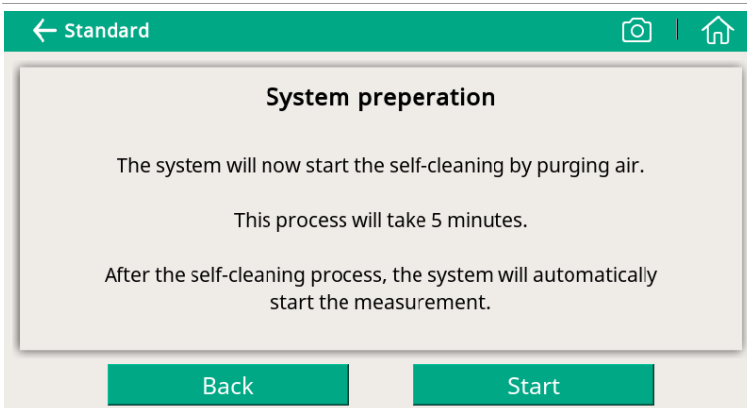 Standard
System preperation
The system will now start the self-cleaning by purging air.
This process will take 5 minutes.
After the self-cleaning process, the system will automatically
start the measurement.
Back
Start